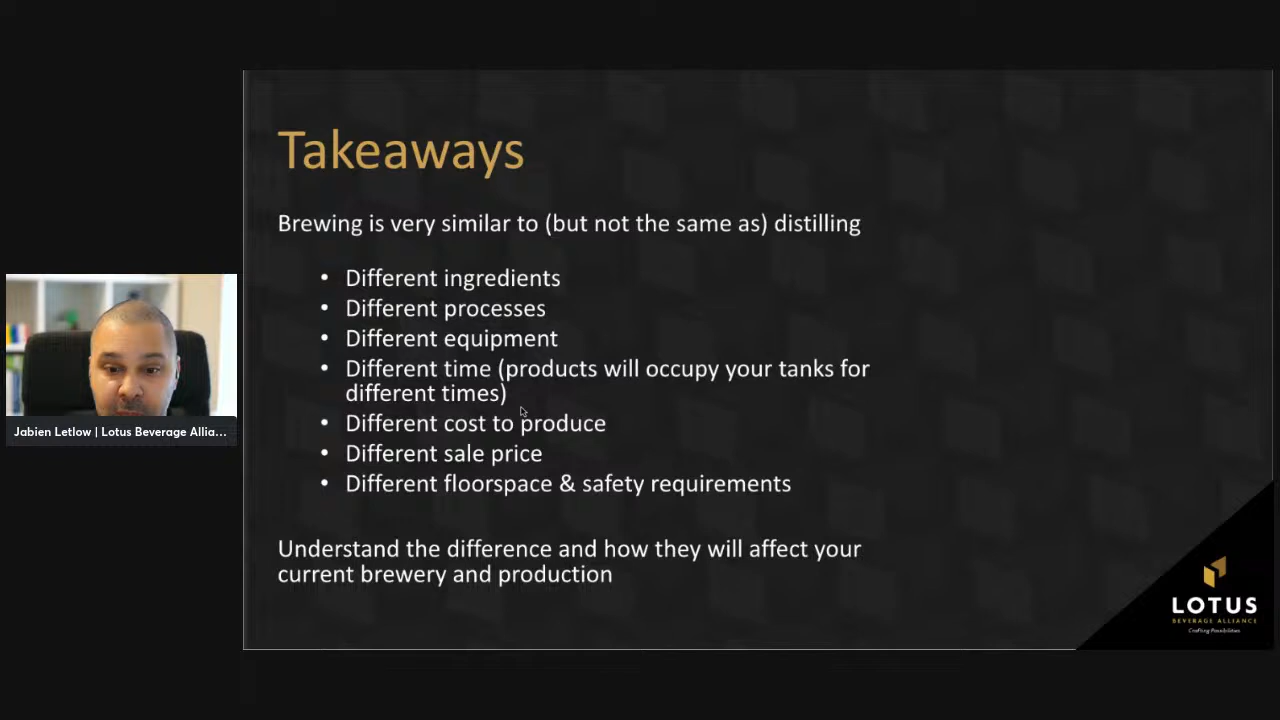 Takeaways
Brewing is very similar to (but not the same as) distilling
• Different ingredients
• Different processes
• Different equipment
• Different time (products will occupy your tanks for
different times)
• Different cost to produce
• Different sale price
• Different floorspace & safety requirements
Understand the difference and how they will affect your
current brewery and production
Jabien Letlow | Lotus Beverage Allia...
LOTUS
BEVERAGE ALLIANCE
Crafting Possibilities